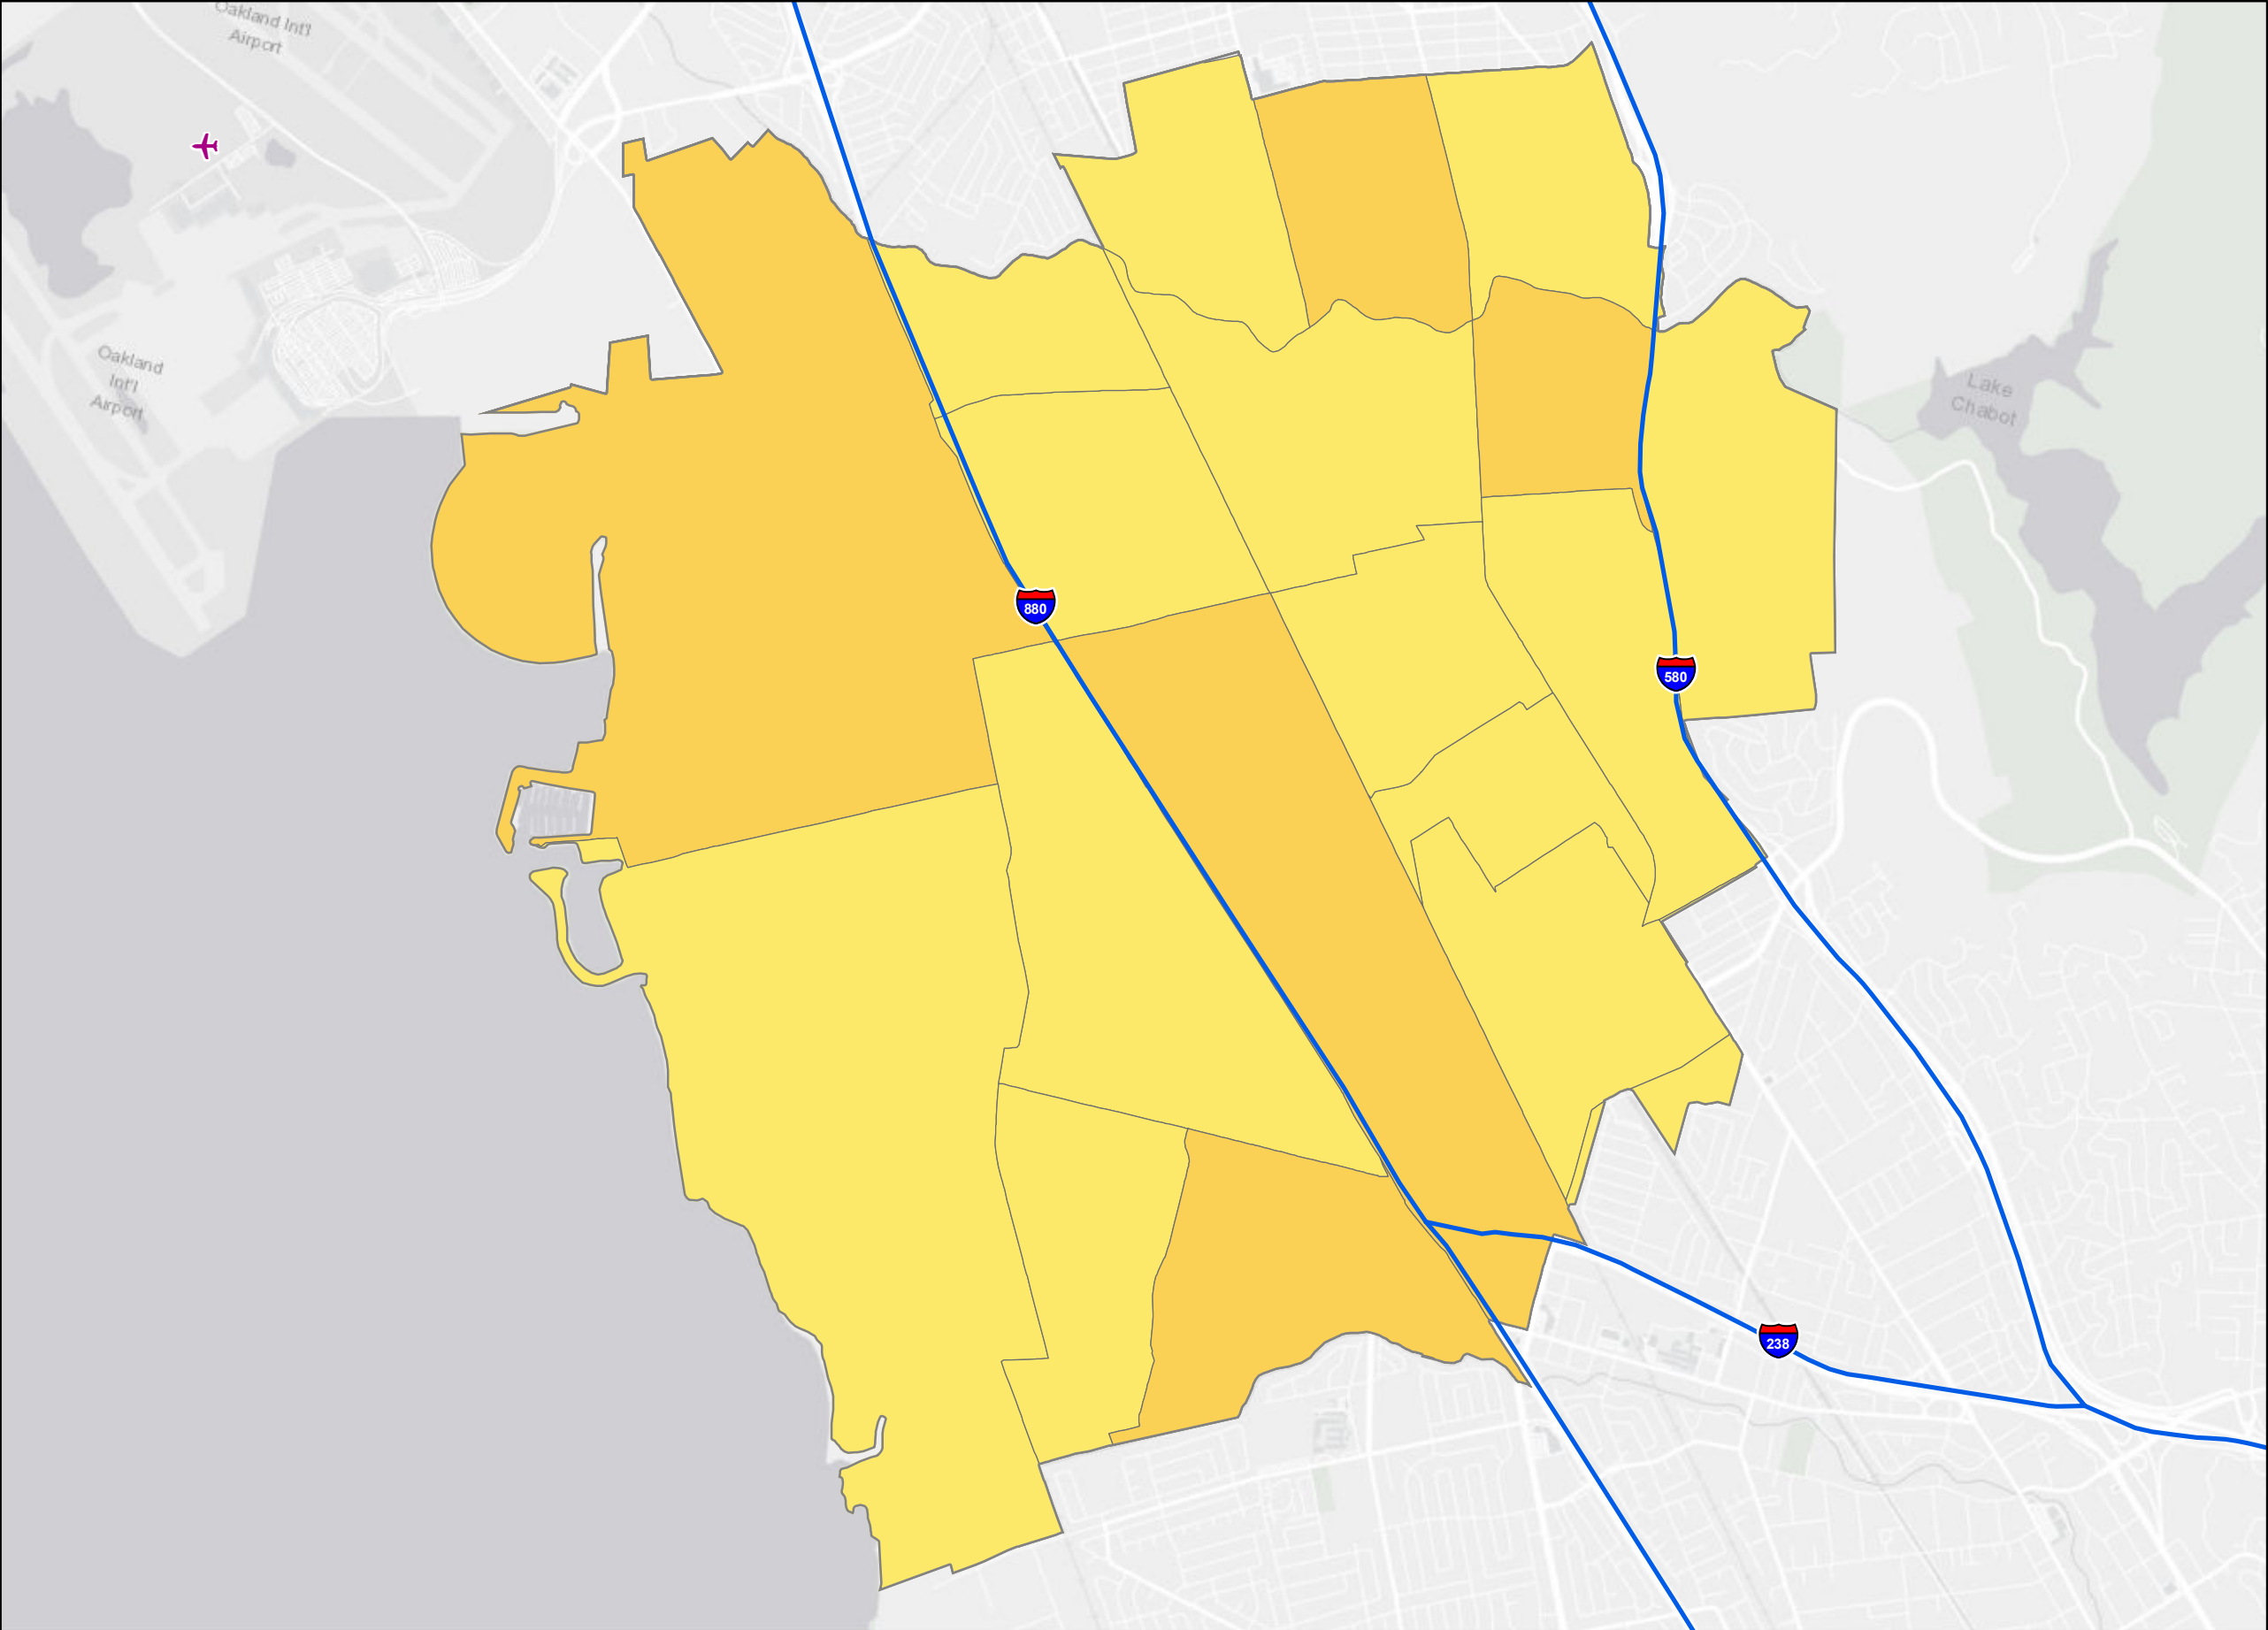 Oakland Int'l
Airport
Oakland
Int'l
Airport
Lake
Chabot
880
580
238